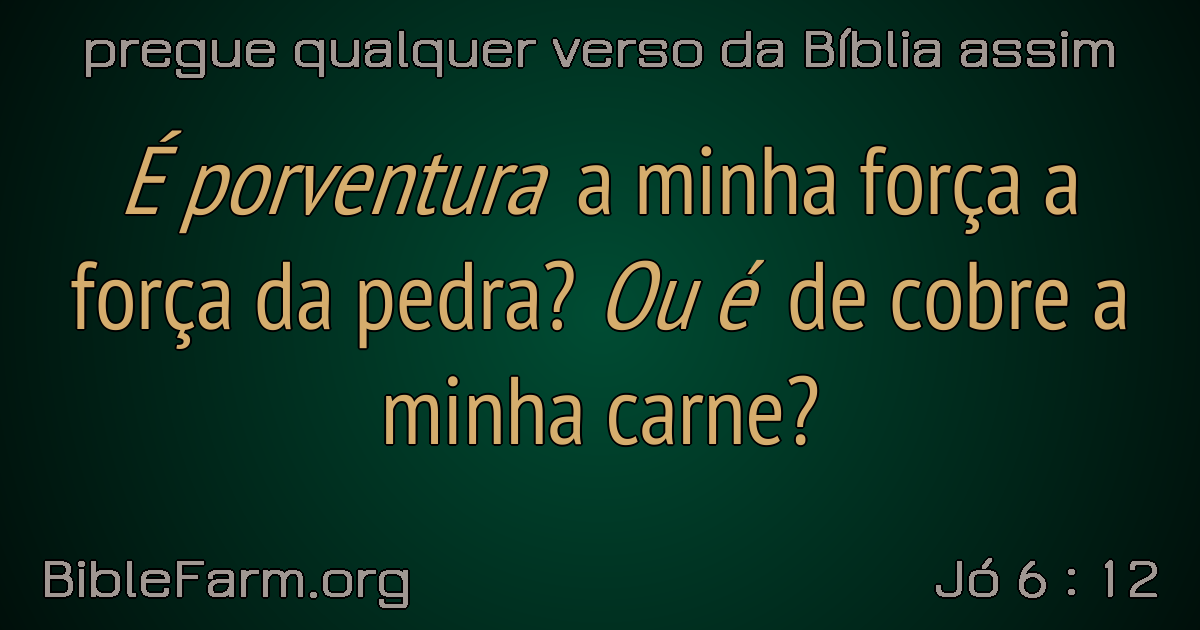 pregue qualquer verso da Bíblia assim
É porventura a minha força a
força da pedra? Ou é de cobre a
minha carne?
BibleFarm.org
Jó 6 : 12